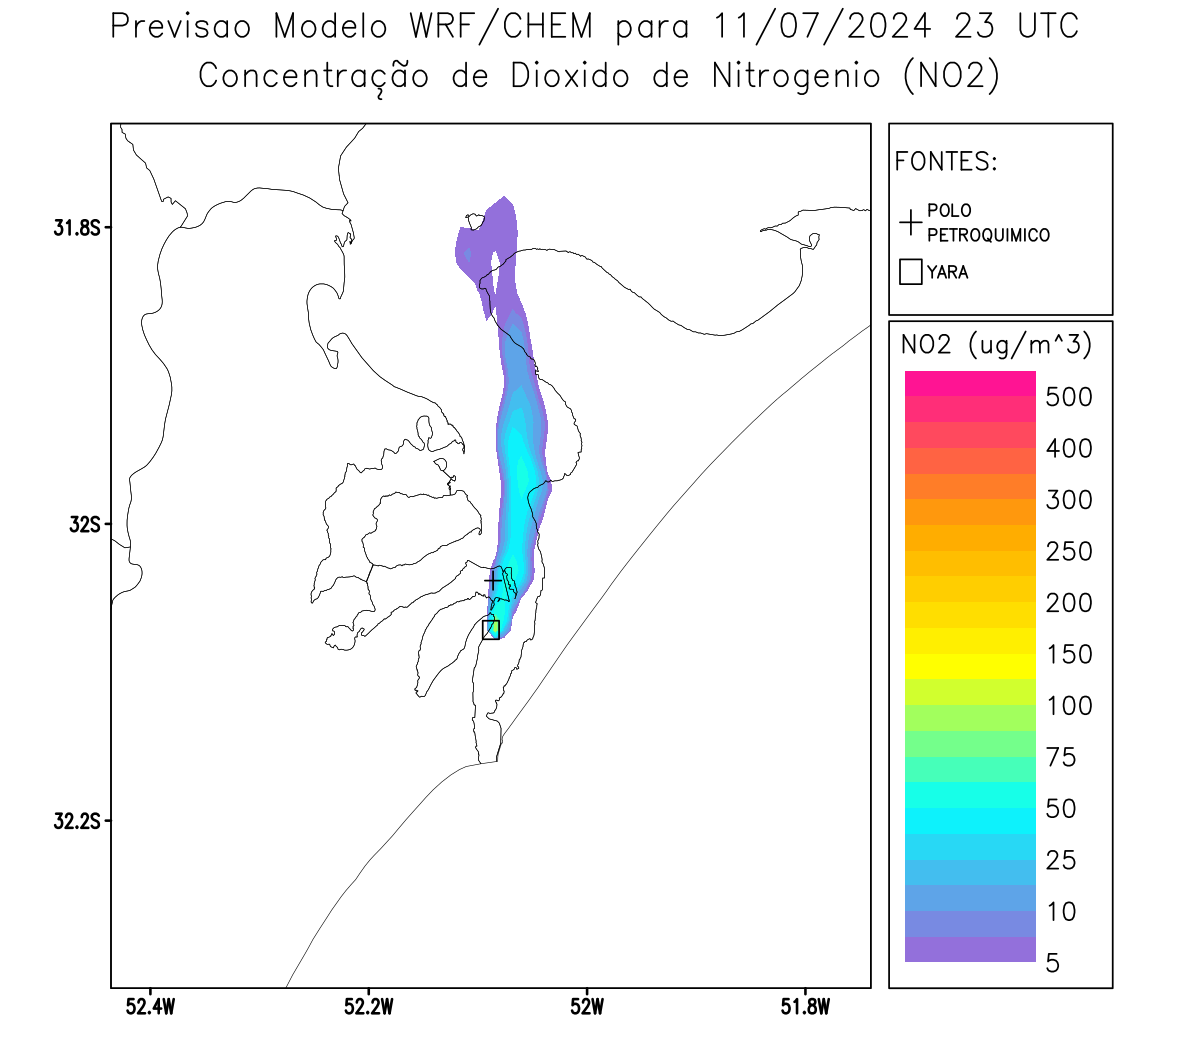 Previsao Modelo WRF/CHEM para 11/07/2024 23 UTC
Concentração de Dioxido de Nitrogenio (NO2)
FONTES:
POLO
PETROQUIMICO
YARA
NO2 (ug/m^3)
500
400
300
250
200
150
100
75
50
25
10
5
31.8S
32S
32.2S
52.4W
52.2W
52W
51.8W